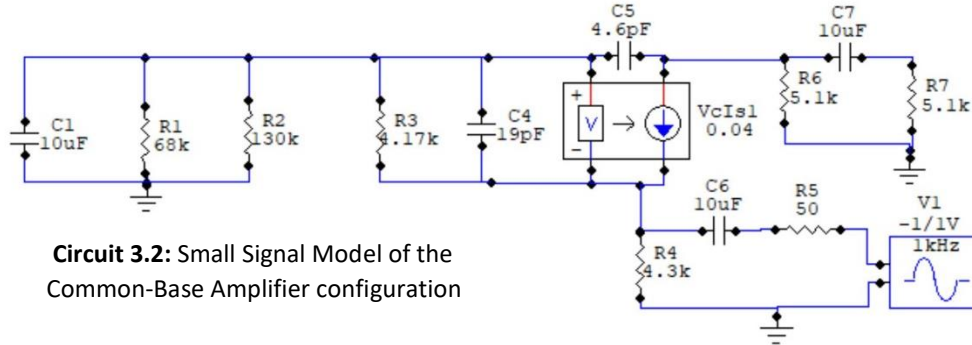 C5
4.6pF
C7
10uF
C1
10uF
R1
68k
R2
130k
R3
4.17k
C4
19pF
+
V
-
VcIs1
0.04
R6
5.1k
R7
5.1k
C6
10uF
R5
50
V1
-1/1V
1kHz
R4
4.3k
Circuit 3.2: Small Signal Model of the
Common-Base Amplifier configuration